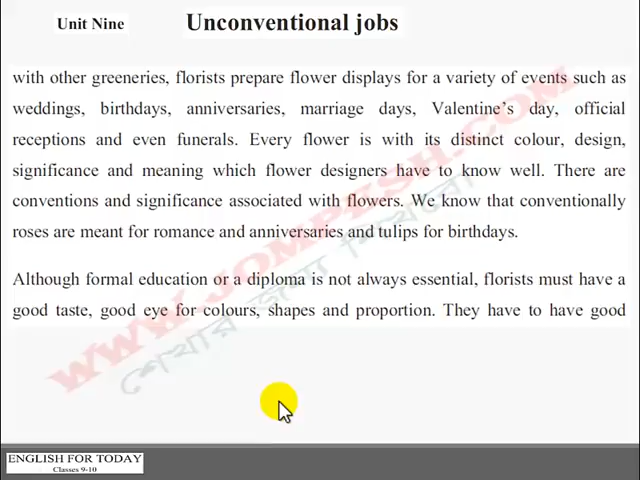 Unit Nine
Unconventional jobs
with other greeneries, florists prepare flower displays for a variety of events such as
weddings, birthdays, anniversaries, marriage days, Valentine's day, official
receptions and even funerals. Every flower is with its distinct colour, design,
significance and meaning which flower designers have to know well. There are
conventions and significance associated with flowers. We know that conventionally
roses are meant for romance and anniversaries and tulips for birthdays.
Although formal education or a diploma is not always essential, florists must have a
good taste, good eye for colours, shapes and proportion. They have to have good
WWW.JOMPESH.COM
শেখার জন্য শিখোরে
ENGLISH FOR TODAY
Classes 9-10